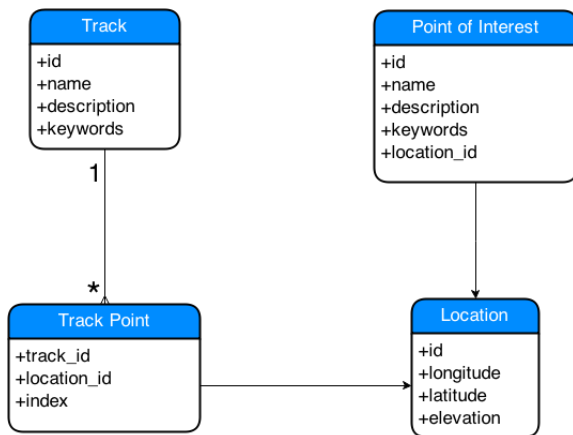 Track
+id
+name
+description
+keywords
Point of Interest
+id
+name
+description
+keywords
+location_id
1
*
Track Point
+track_id
+location_id
+index
Location
+id
+longitude
+latitude
+elevation